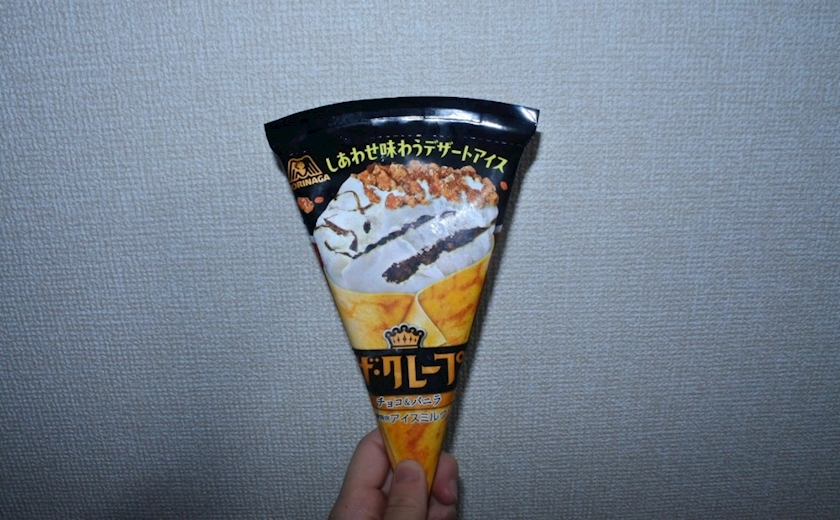 しあわせ味わうデザートアイス
MORINAGA
ザ・クレープ
チョコ&バニラ
アイスミルク